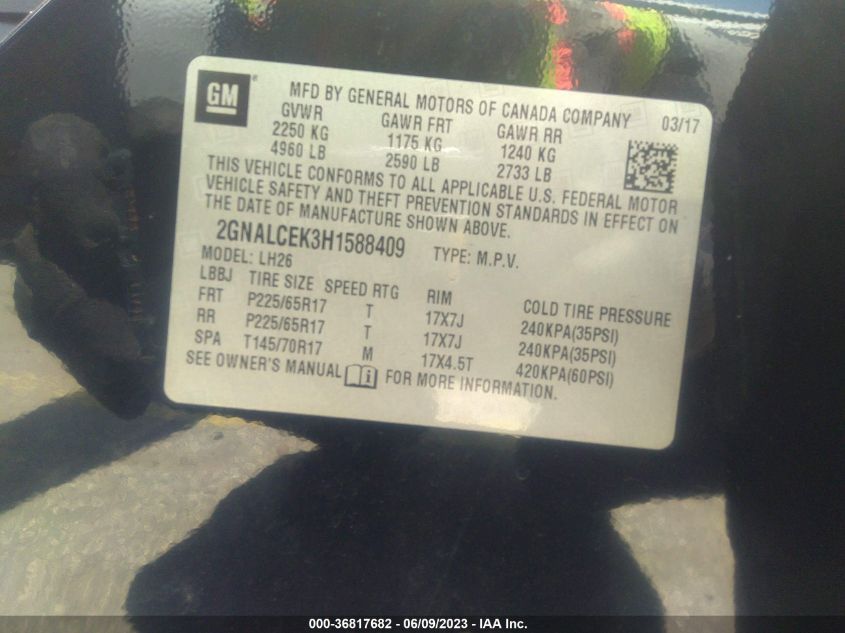 GM
MFD BY GENERAL MOTORS OF CANADA COMPANY 03/17
GVWR GAWR FRT GAWR RR
2250 KG 1175 KG 1240 KG
4960 LB 2590 LB 2733 LB
THIS VEHICLE CONFORMS TO ALL APPLICABLE U.S. FEDERAL MOTOR
VEHICLE SAFETY AND THEFT PREVENTION STANDARDS IN EFFECT ON
THE DATE OF MANUFACTURE SHOWN ABOVE.
2GNALCEK3H1588409 TYPE: M.P.V.
MODEL: LH26
LBBJ TIRE SIZE SPEED RTG RIM COLD TIRE PRESSURE
FRT P225/65R17 T 17X7J 240KPA(35PSI)
RR P225/65R17 T 17X7J 240KPA(35PSI)
SPA T145/70R17 M 17X4.5T 420KPA(60PSI)
SEE OWNER'S MANUAL FOR MORE INFORMATION.
000-36817682 - 06/09/2023 - IAA Inc.